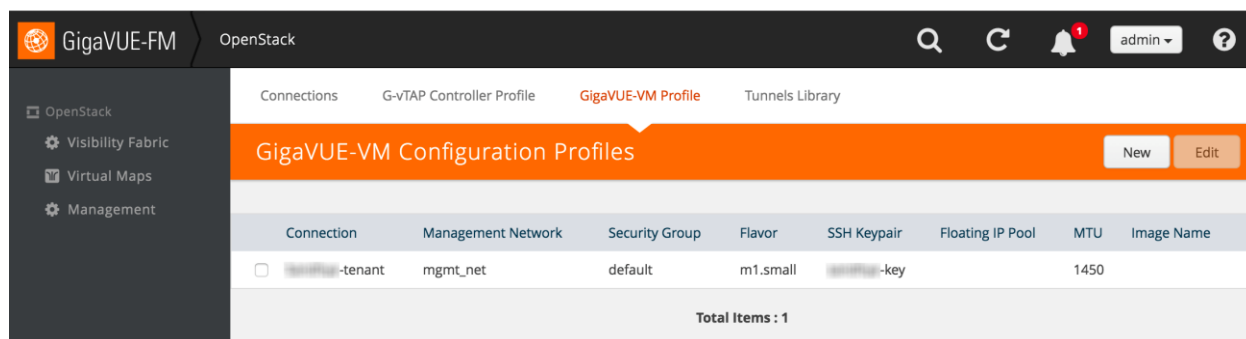 GigaVUE-FM OpenStack 1 admin ?
OpenStack
Visibility Fabric
Virtual Maps
Management
Connections G-vTAP Controller Profile GigaVUE-VM Profile Tunnels Library
GigaVUE-VM Configuration Profiles New Edit
Connection Management Network Security Group Flavor SSH Keypair Floating IP Pool MTU Image Name
-tenant mgmt_net default m1.small -key 1450
Total Items : 1